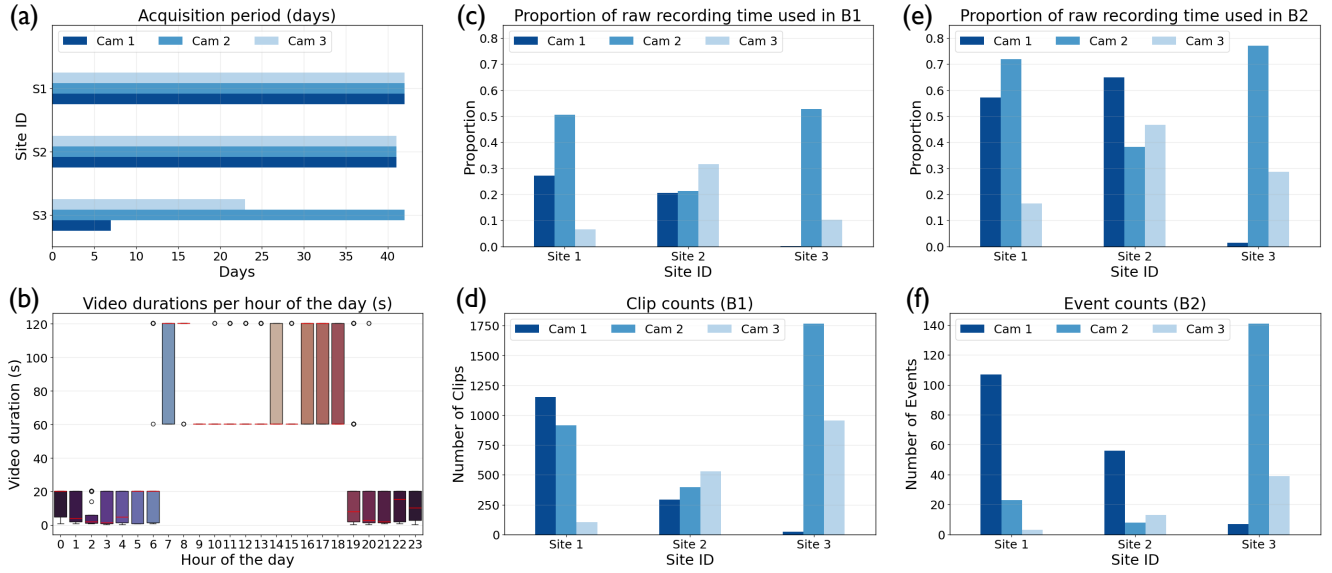 (a)
Acquisition period (days)
Cam 1 Cam 2 Cam 3
S1
S2
S3
Site ID
0 5 10 15 20 25 30 35 40
Days
(b)
Video durations per hour of the day (s)
120
100
80
60
40
20
0
Video duration (s)
0 1 2 3 4 5 6 7 8 9 10 11 12 13 14 15 16 17 18 19 20 21 22 23
Hour of the day
(c)
Proportion of raw recording time used in B1
Cam 1 Cam 2 Cam 3
0.8
0.7
0.6
0.5
0.4
0.3
0.2
0.1
0.0
Proportion
Site 1 Site 2 Site 3
Site ID
(d)
Clip counts (B1)
Cam 1 Cam 2 Cam 3
1750
1500
1250
1000
750
500
250
0
Number of Clips
Site 1 Site 2 Site 3
Site ID
(e)
Proportion of raw recording time used in B2
Cam 1 Cam 2 Cam 3
0.8
0.7
0.6
0.5
0.4
0.3
0.2
0.1
0.0
Proportion
Site 1 Site 2 Site 3
Site ID
(f)
Event counts (B2)
Cam 1 Cam 2 Cam 3
140
120
100
80
60
40
20
0
Number of Events
Site 1 Site 2 Site 3
Site ID